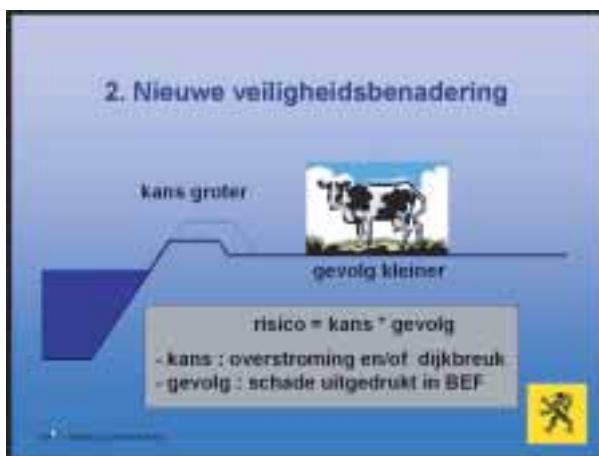 2. Nieuwe veiligheidsbenadering
kans groter
gevolg kleiner
risico = kans * gevolg
- kans : overstroming en/of dijkbreuk
- gevolg : schade uitgedrukt in BEF